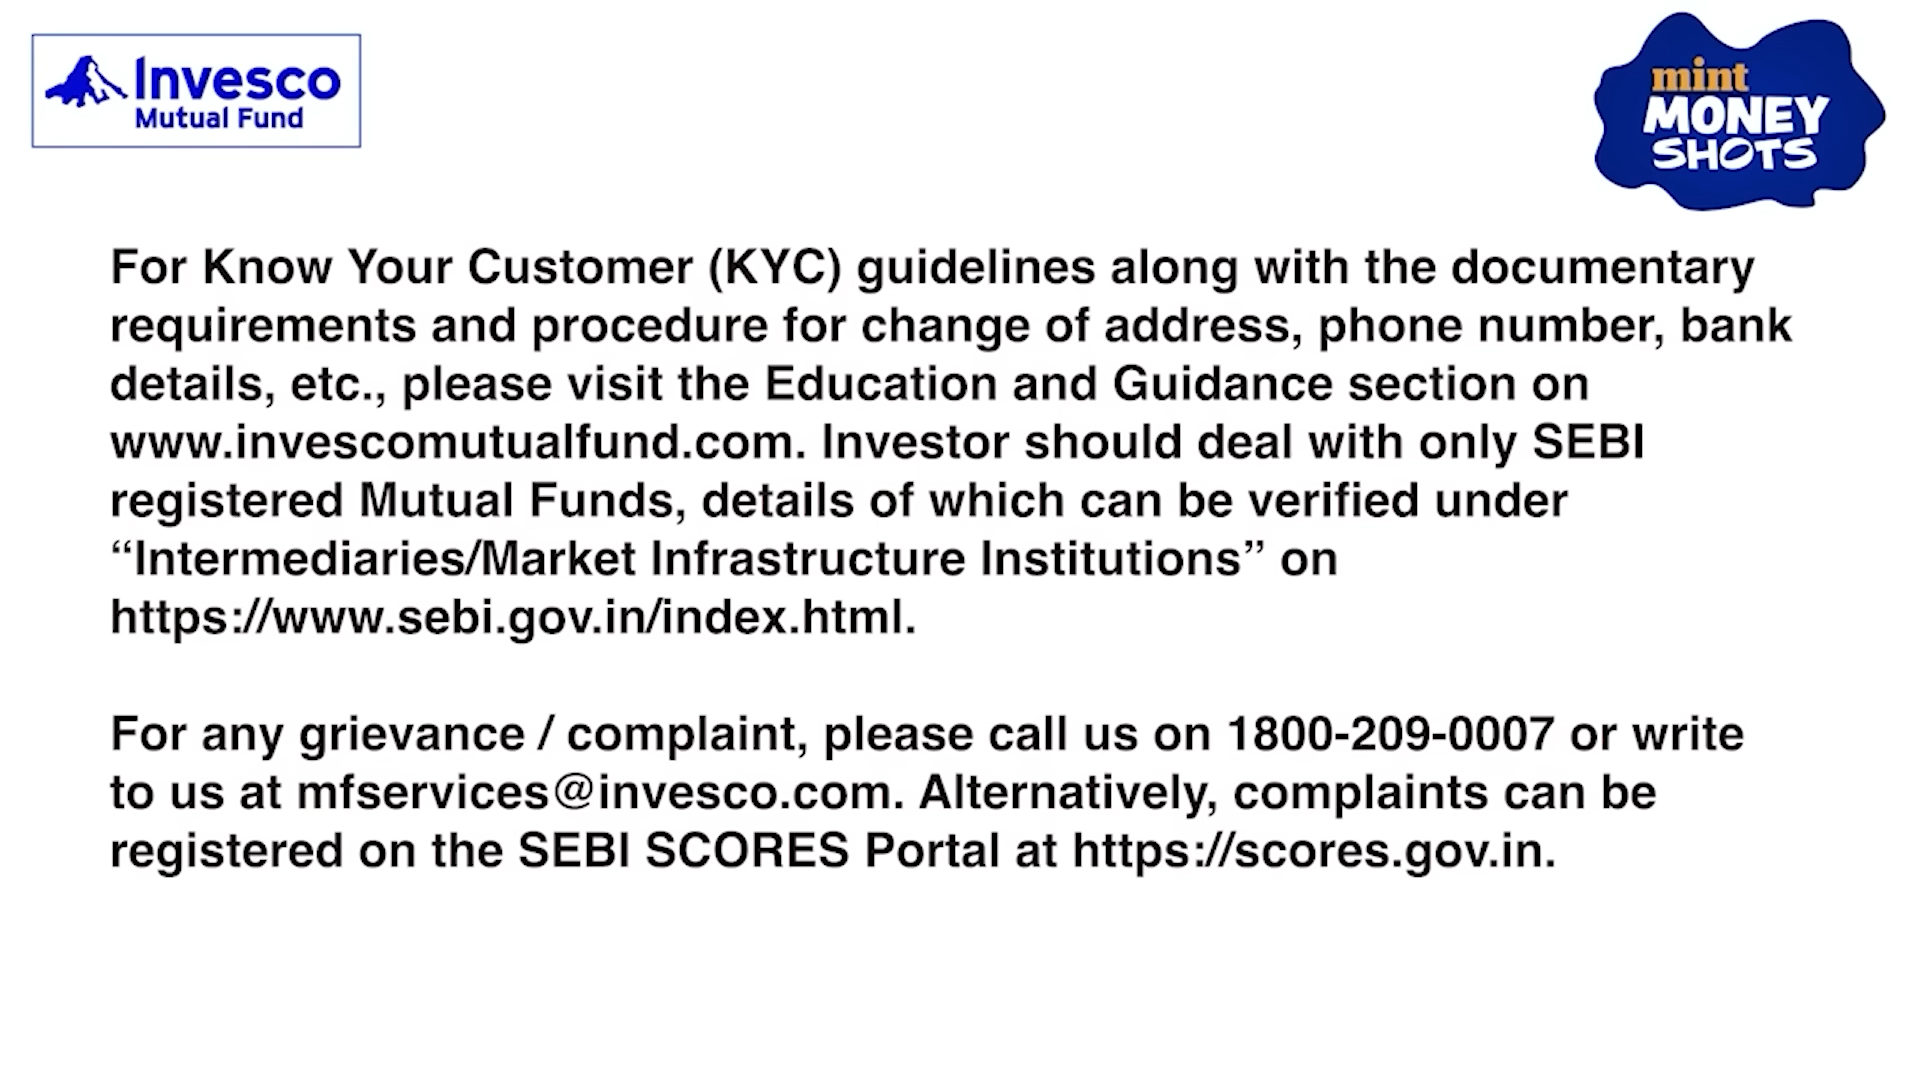 Invesco
Mutual Fund
mint
MONEY
SHOTS
For Know Your Customer (KYC) guidelines along with the documentary
requirements and procedure for change of address, phone number, bank
details, etc., please visit the Education and Guidance section on
www.invescomutualfund.com. Investor should deal with only SEBI
registered Mutual Funds, details of which can be verified under
“Intermediaries/Market Infrastructure Institutions” on
https://www.sebi.gov.in/index.html.
For any grievance / complaint, please call us on 1800-209-0007 or write
to us at mfservices@invesco.com. Alternatively, complaints can be
registered on the SEBI SCORES Portal at https://scores.gov.in.